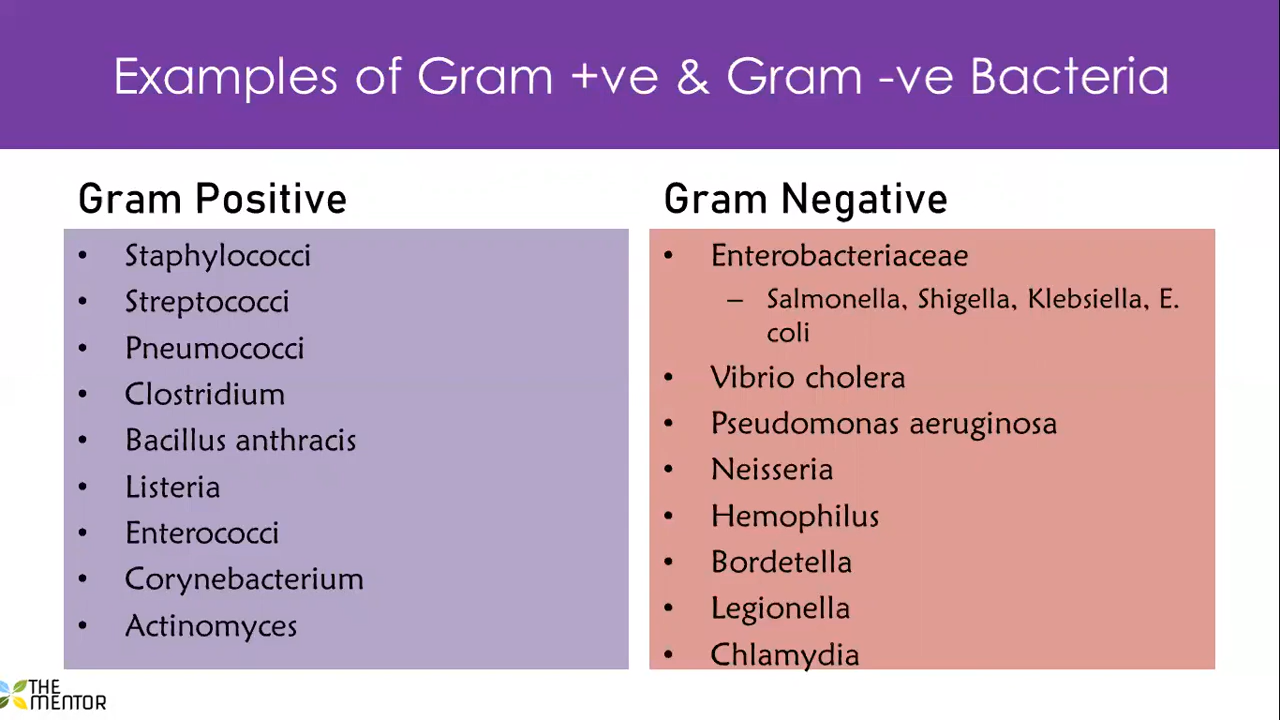 Examples of Gram +ve & Gram -ve Bacteria
Gram Positive
• Staphylococci
• Streptococci
• Pneumococci
• Clostridium
• Bacillus anthracis
• Listeria
• Enterococci
• Corynebacterium
• Actinomyces
Gram Negative
• Enterobacteriaceae
– Salmonella, Shigella, Klebsiella, E.
coli
• Vibrio cholera
• Pseudomonas aeruginosa
• Neisseria
• Hemophilus
• Bordetella
• Legionella
• Chlamydia
THE
MENTOR